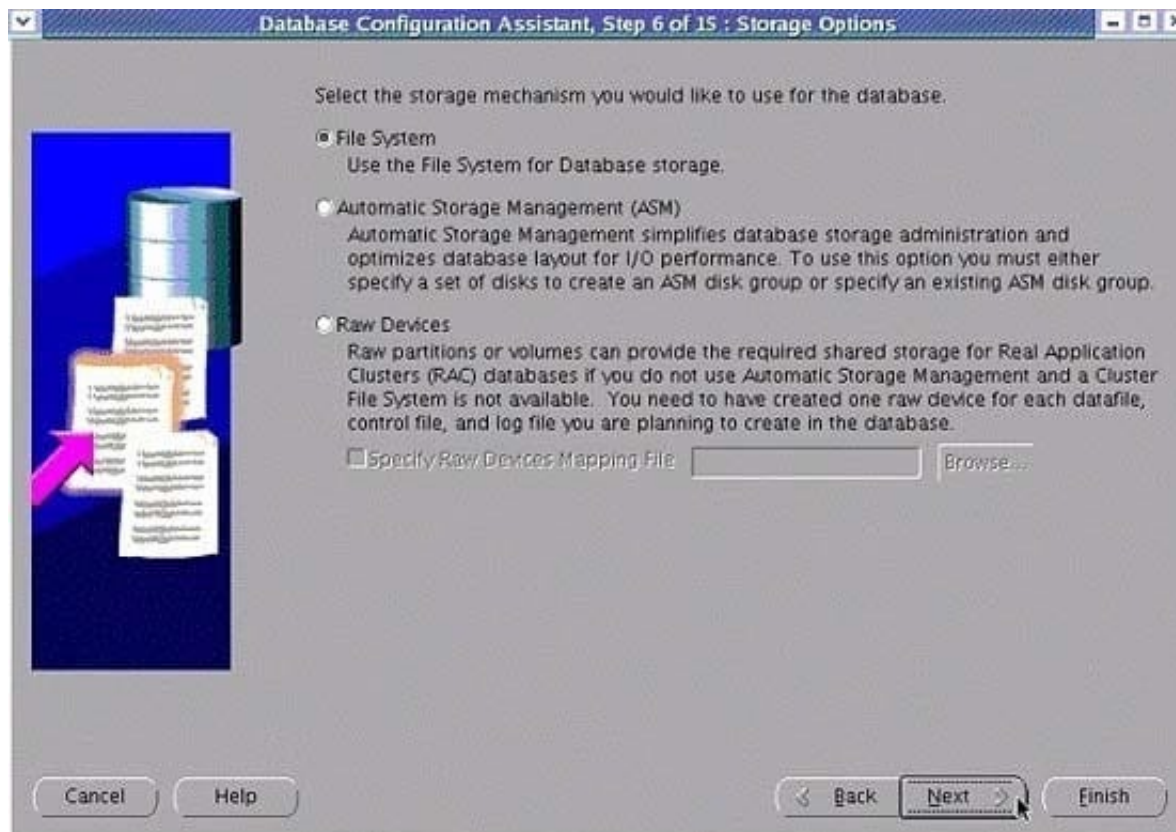 Database Configuration Assistant, Step 6 of 15 : Storage Options
Select the storage mechanism you would like to use for the database.
File System
Use the File System for Database storage.
Automatic Storage Management (ASM)
Automatic Storage Management simplifies database storage administration and
optimizes database layout for I/O performance. To use this option you must either
specify a set of disks to create an ASM disk group or specify an existing ASM disk group.
Raw Devices
Raw partitions or volumes can provide the required shared storage for Real Application
Clusters (RAC) databases if you do not use Automatic Storage Management and a Cluster
File System is not available. You need to have created one raw device for each datafile,
control file, and log file you are planning to create in the database.
Specify Raw Devices Mapping File
Browse...
Cancel
Help
Back
Next
Finish